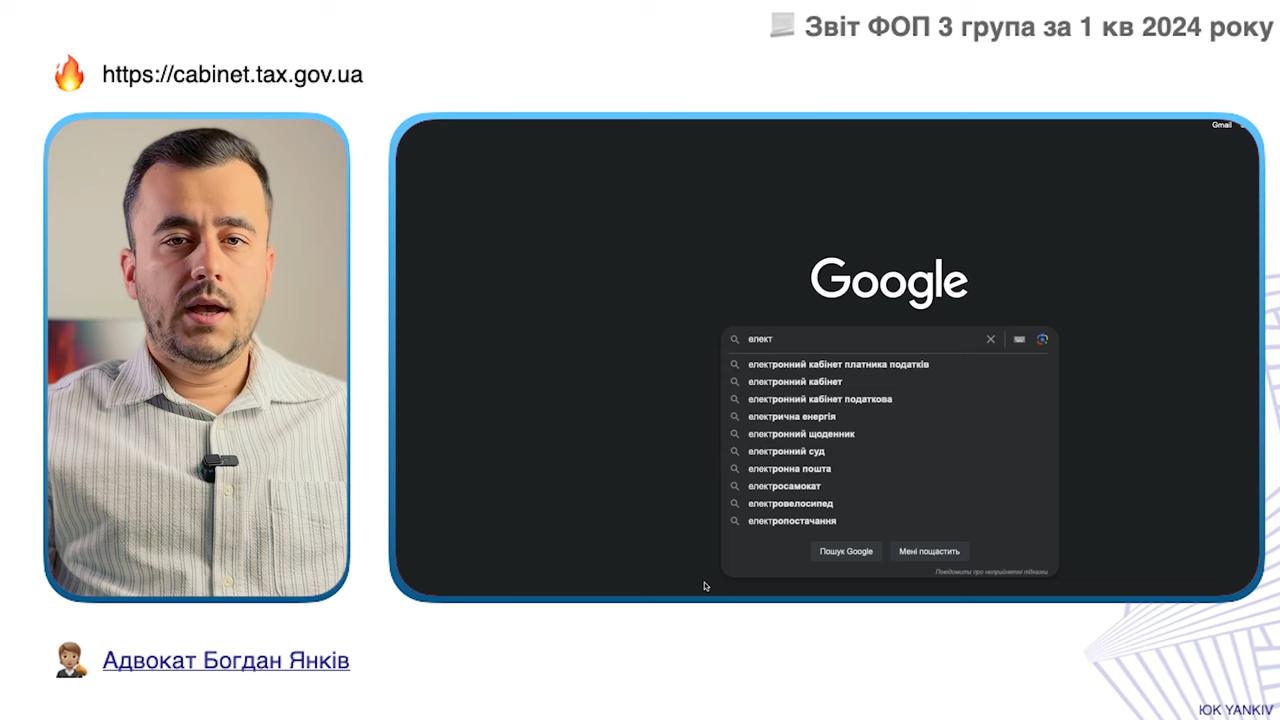 Звіт ФОП 3 група за 1 кв 2024 року
https://cabinet.tax.gov.ua
Gmail
Google
елект
електронний кабінет платника податків
електронний кабінет
електронний кабінет податкова
електрична енергія
електронний щоденник
електронний суд
електронна пошта
електросамокат
електровелосипед
електропостачання
Пошук Google
Мені пощастить
Повідомити про неприйнятні підказки
Адвокат Богдан Янків
ЮК YANKIV